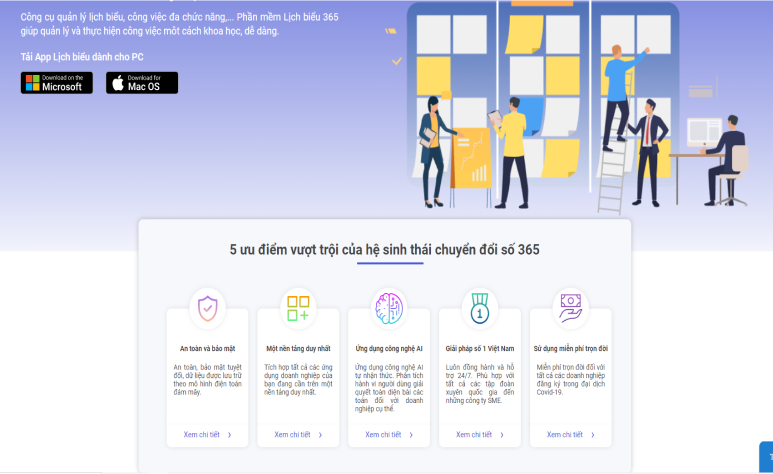 Công cụ quản lý lịch biểu, công việc đa chức năng,... Phần mềm Lịch biểu 365
giúp quản lý và thực hiện công việc một cách khoa học, dễ dàng.
Tải App Lịch biểu dành cho PC
Download on the
Microsoft
Download for
Mac OS
5 ưu điểm vượt trội của hệ sinh thái chuyển đổi số 365
An toàn và bảo mật
An toàn, bảo mật tuyệt
đối, dữ liệu được lưu trữ
theo mô hình điện toán
đám mây.
Xem chi tiết
Một nền tảng duy nhất
Tích hợp tất cả các ứng
dụng doanh nghiệp của
bạn đang cần trên một
nền tảng duy nhất.
Xem chi tiết
Ứng dụng công nghệ AI
Ứng dụng công nghệ AI
tự nhận thức. Phân tích
hành vi người dùng giải
quyết toàn diện bài các
toán đối với doanh
nghiệp cụ thể.
Xem chi tiết
1
Giải pháp số 1 Việt Nam
Luôn đồng hành và hỗ
trợ 24/7. Phù hợp với
tất cả các tập đoàn
xuyên quốc gia đến
những công ty SME.
Xem chi tiết
Sử dụng miễn phí trọn đời
Miễn phí trọn đời đối với
tất cả các doanh nghiệp
đăng ký trong đại dịch
Covid-19.
Xem chi tiết